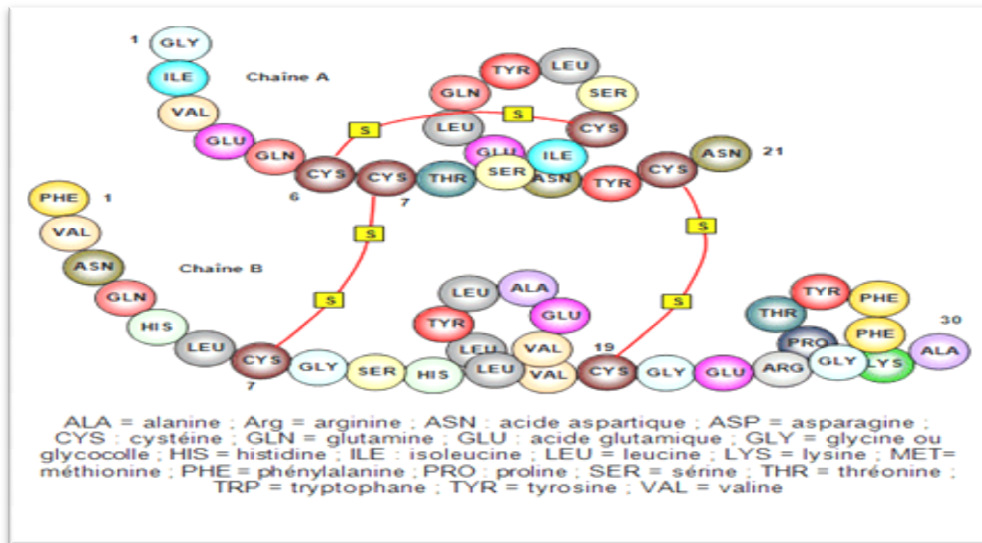 1 GLY
ILE Chaîne A
VAL
GLU
GLN
CYS
6
CYS
7
THR
SER
ILE
CYS
SER
LEU
TYR
GLN
LEU
GLU
ASN
TYR
CYS
ASN 21
S
S
S
S
S
S
PHE 1
VAL
ASN Chaîne B
GLN
HIS
LEU
CYS
7
GLY
SER
HIS
LEU
VAL
GLU
ALA
LEU
TYR
LEU
VAL
19
CYS
GLY
GLU
ARG
GLY
PHE
PHE
TYR
THR
PRO
LYS
ALA
30
ALA = alanine ; Arg = arginine ; ASN : acide aspartique ; ASP = asparagine ;
CYS : cystéine ; GLN = glutamine ; GLU : acide glutamique ; GLY = glycine ou
glycocolle ; HIS = histidine ; ILE : isoleucine ; LEU = leucine ; LYS = lysine ; MET=
méthionine ; PHE = phénylalanine ; PRO : proline ; SER = sérine ; THR = thréonine ;
TRP = tryptophane ; TYR = tyrosine ; VAL = valine